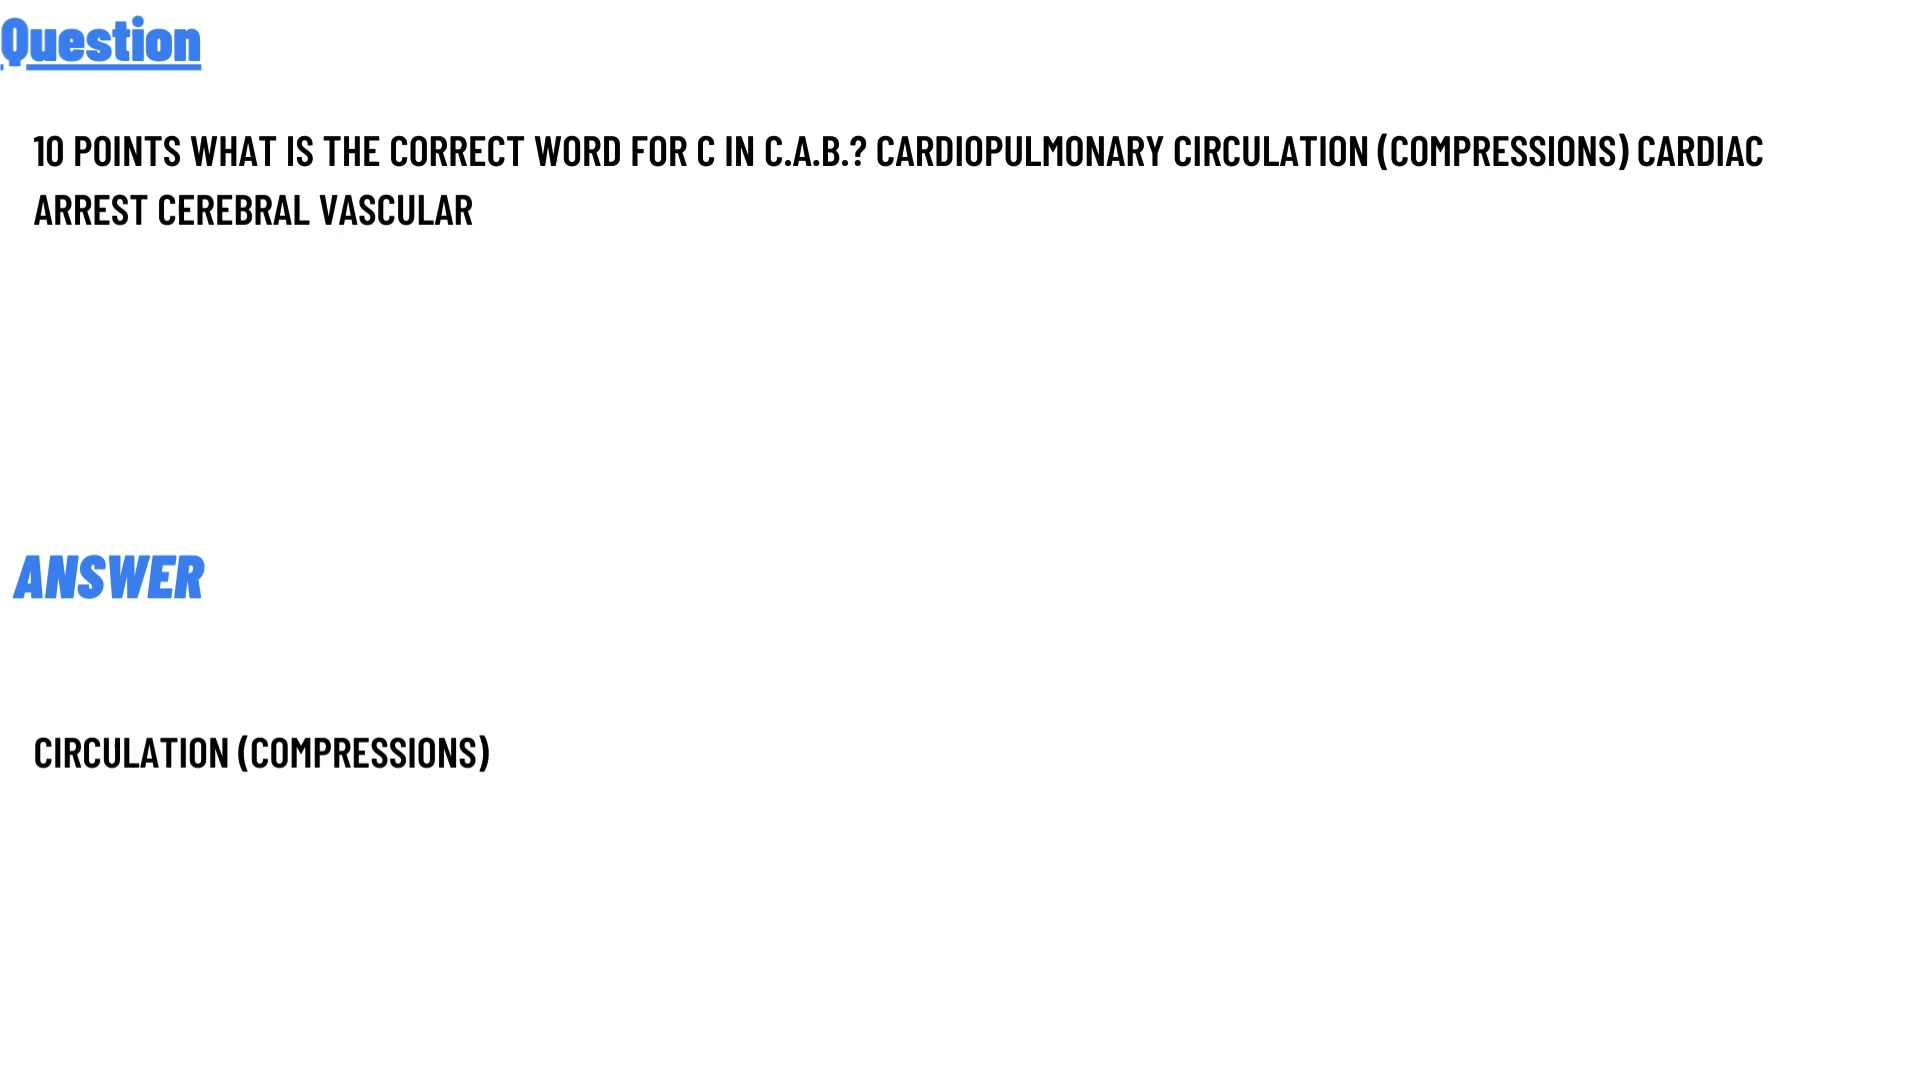 Question
10 POINTS WHAT IS THE CORRECT WORD FOR C IN C.A.B.? CARDIOPULMONARY CIRCULATION (COMPRESSIONS) CARDIAC
ARREST CEREBRAL VASCULAR
ANSWER
CIRCULATION (COMPRESSIONS)